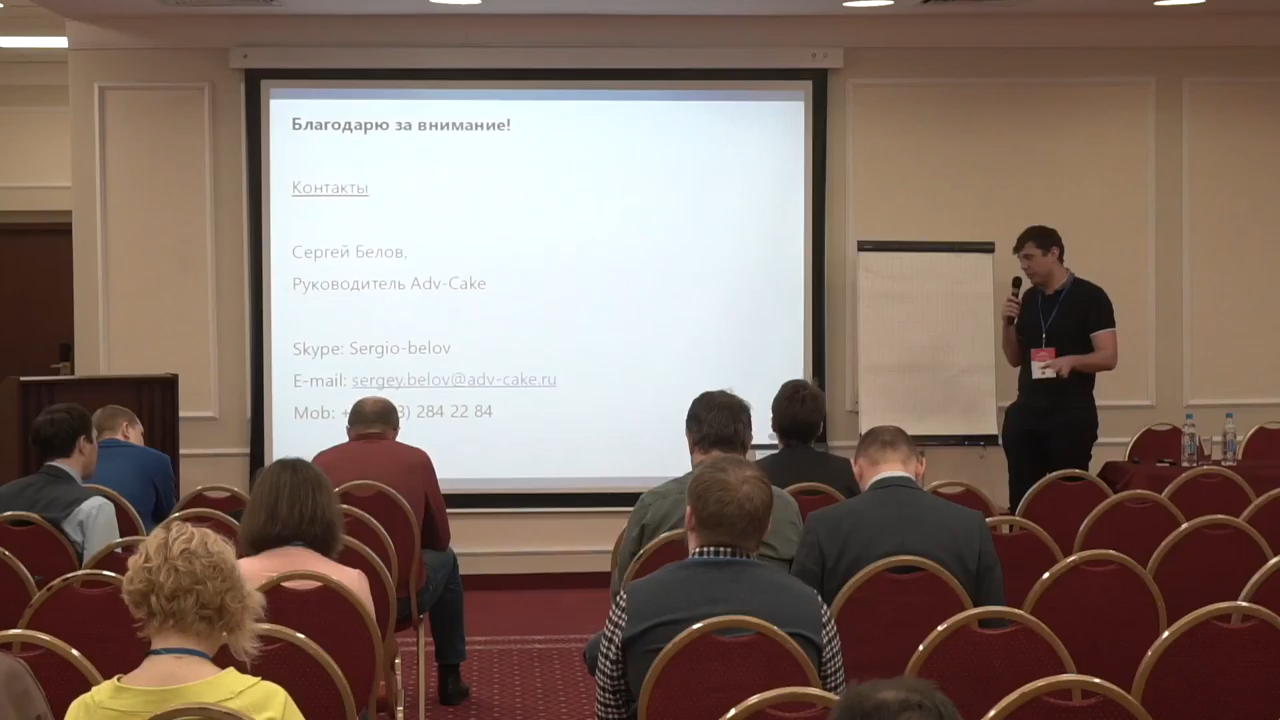 Благодарю за внимание!
Контакты
Сергей Белов,
Руководитель Adv-Cake
Skype: Sergio-belov
E-mail: sergey.belov@adv-cake.ru
Mob: 284 22 84